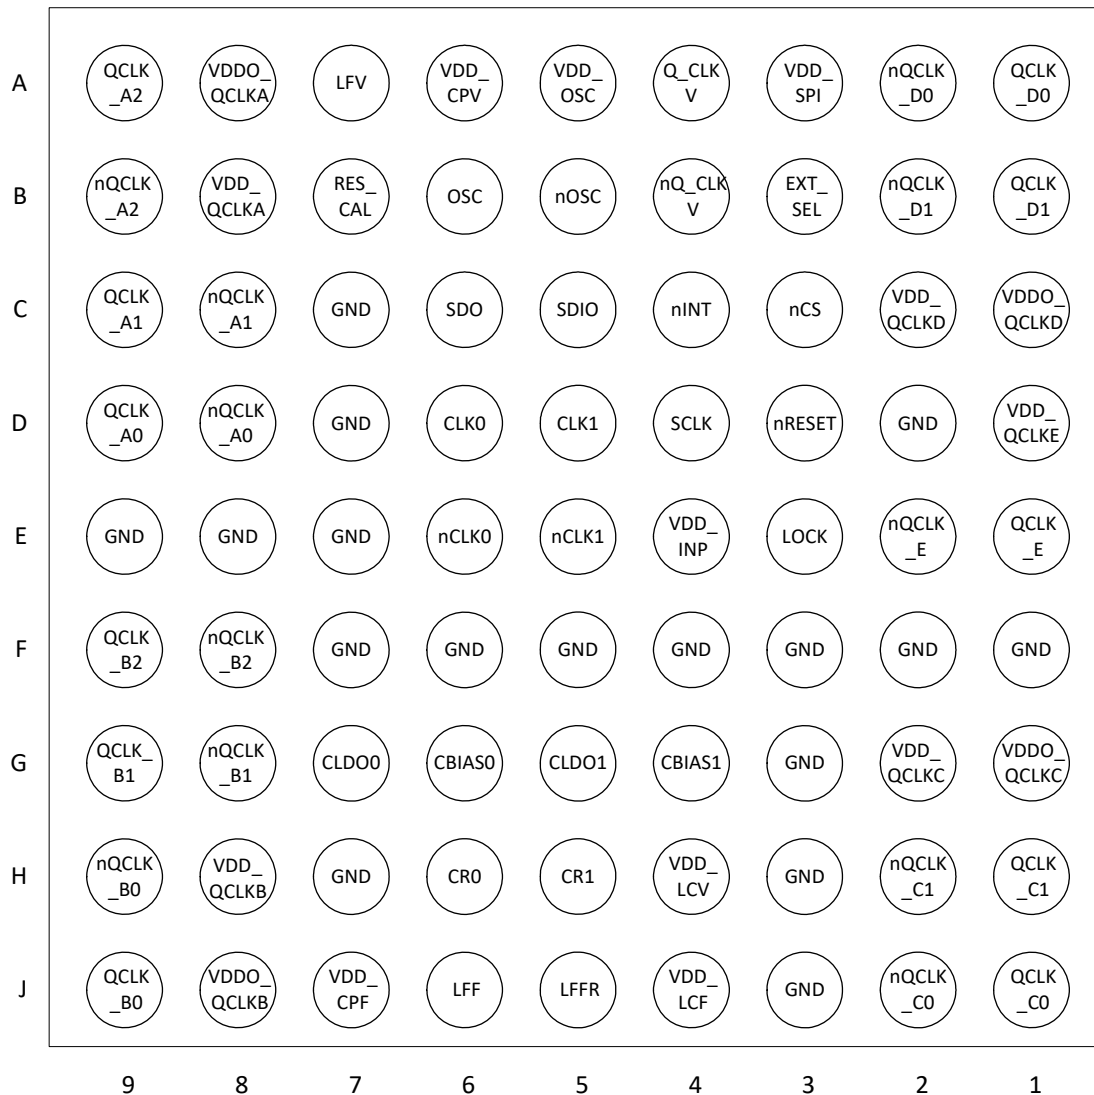 A QCLK VDDO_ LFV VDD_ VDD_ Q_CLK VDD_ nQCLK QCLK
_A2 QCLKA CPV OSC V SPI _D0 _D0
B nQCLK VDD_ RES_ OSC nOSC nQ_CLK EXT_ nQCLK QCLK
_A2 QCLKA CAL V SEL _D1 _D1
C QCLK nQCLK GND SDO SDIO nINT nCS VDD_ VDDO_
_A1 _A1 QCLKD QCLKD
D QCLK nQCLK GND CLK0 CLK1 SCLK nRESET GND VDD_
_A0 _A0 QCLKE
E GND GND GND nCLK0 nCLK1 VDD_ LOCK nQCLK QCLK
INP _E _E
F QCLK nQCLK GND GND GND GND GND GND GND
_B2 _B2
G QCLK_ nQCLK CLDO0 CBIAS0 CLDO1 CBIAS1 GND VDD_ VDDO_
B1 _B1 QCLKC QCLKC
H nQCLK VDD_ GND CR0 CR1 VDD_ GND nQCLK QCLK
_B0 QCLKB LCV _C1 _C1
J QCLK VDDO_ VDD_ LFF LFFR VDD_ GND nQCLK QCLK
_B0 QCLKB CPF LCF _C0 _C0
9 8 7 6 5 4 3 2 1